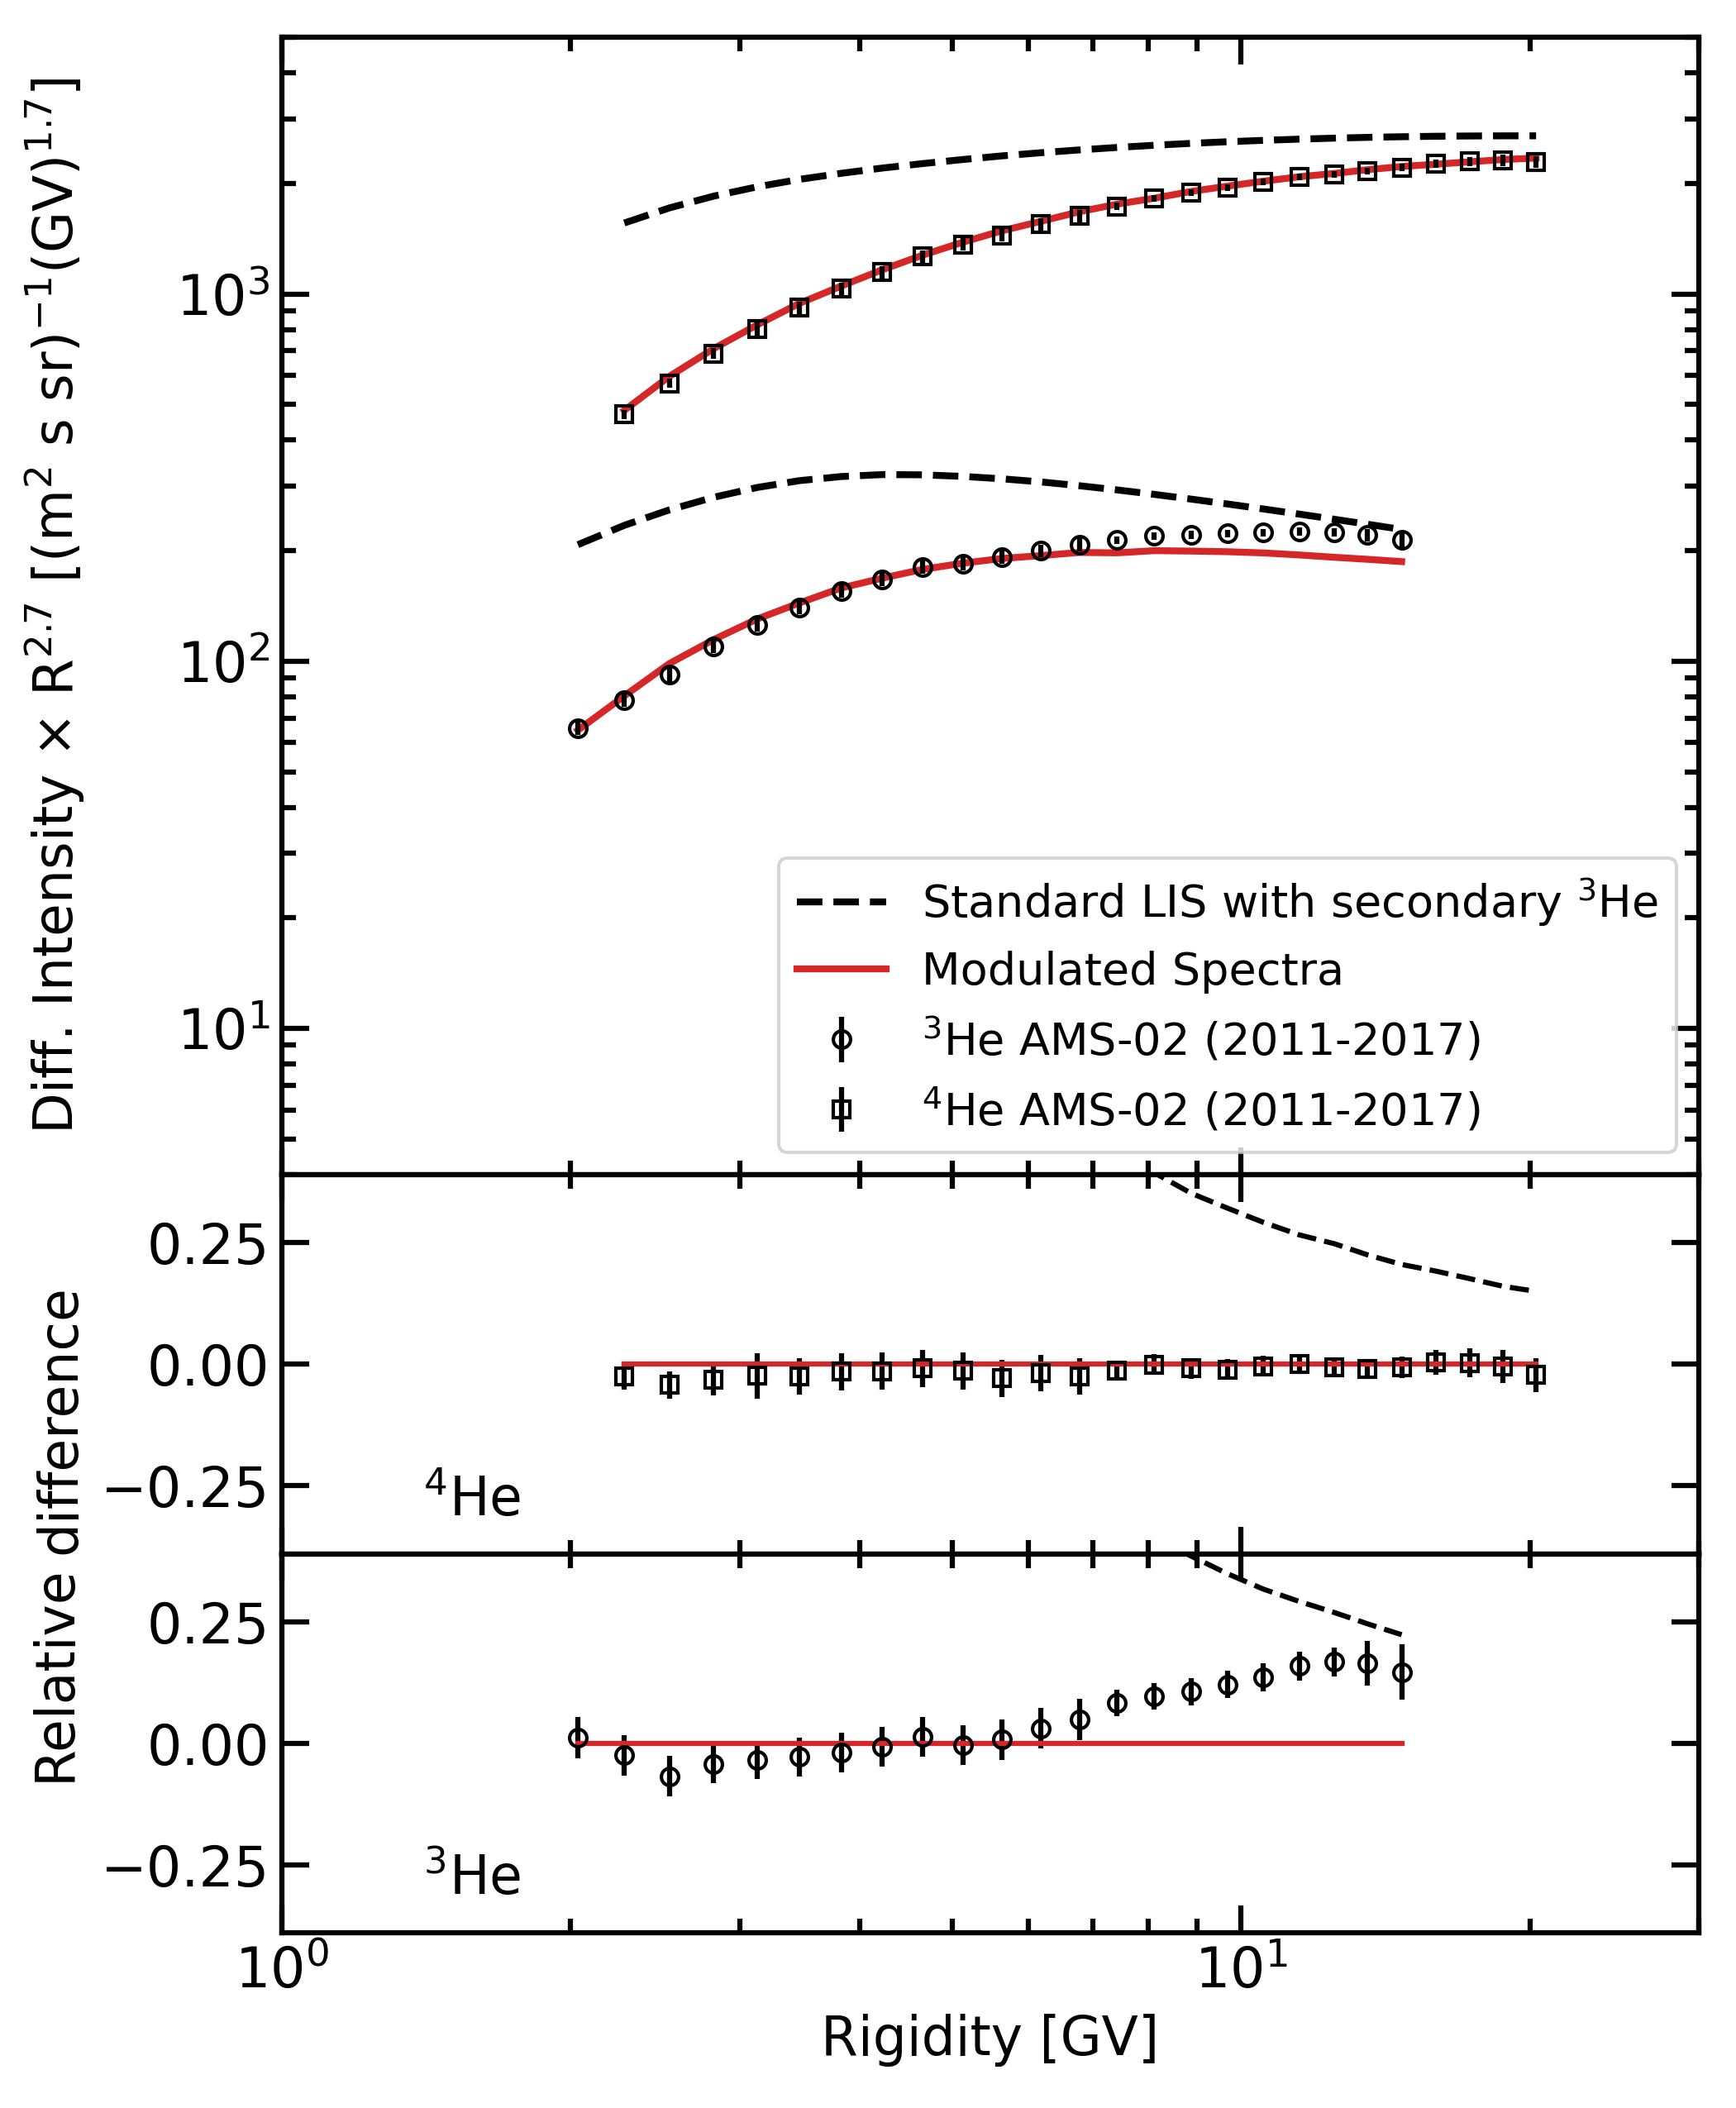 Diff. Intensity × R^2.7 [(m^2 s sr)^−1(GV)^1.7]
10^3
10^2
10^1
Standard LIS with secondary ^3He
Modulated Spectra
^3He AMS-02 (2011-2017)
^4He AMS-02 (2011-2017)
Relative difference
0.25
0.00
−0.25
^4He
0.25
0.00
−0.25
^3He
10^0
10^1
Rigidity [GV]